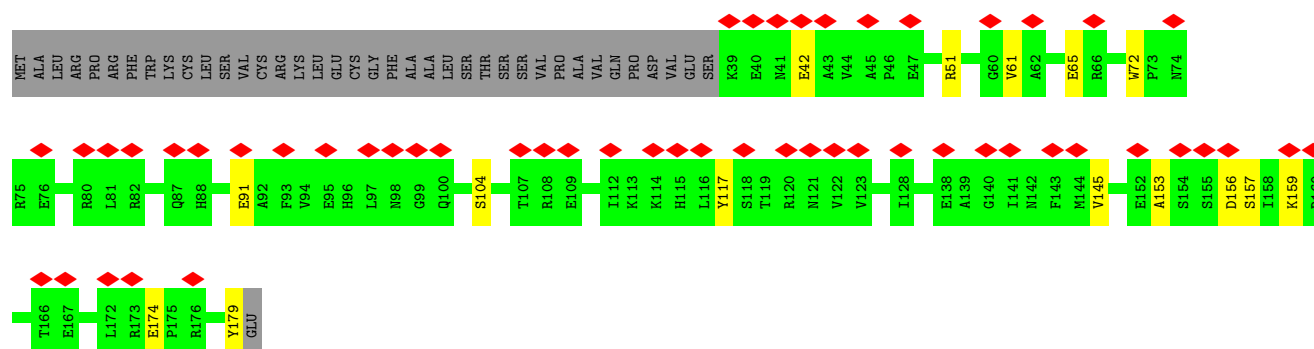 MET ALA LEU ARG PRO ARG PHE TRP LYS CYS LEU SER VAL CYS ARG LYS LEU GLU CYS GLY PHE ALA ALA LEU SER THR SER SER VAL PRO ALA VAL GLN PRO ASP VAL GLU SER K39 E40 N41 E42 A43 V44 A45 P46 E47 R51 G60 V61 A62 E65 R66 W72 P73 N74
R75 E76 R80 L81 R82 Q87 H88 E91 A92 F93 V94 E95 H96 L97 N98 G99 Q100 S104 T107 R108 E109 I112 K113 K114 H115 L116 Y117 S118 T119 R120 N121 V122 V123 I128 E138 A139 G140 I141 N142 F143 M144 V145 E152 A153 S154 S155 D156 S157 I158 K159
T166 E167 L172 R173 E174 P175 R176 Y179 GLU